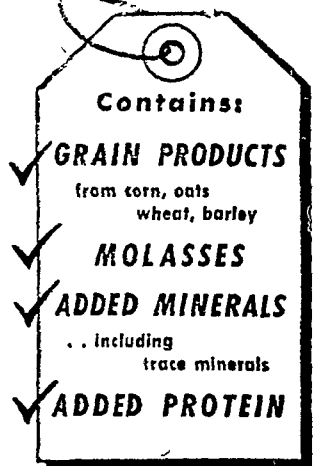 Contains:
GRAIN PRODUCTS
from corn, oats
wheat, barley
MOLASSES
ADDED MINERALS
.. including
trace minerals
ADDED PROTEIN